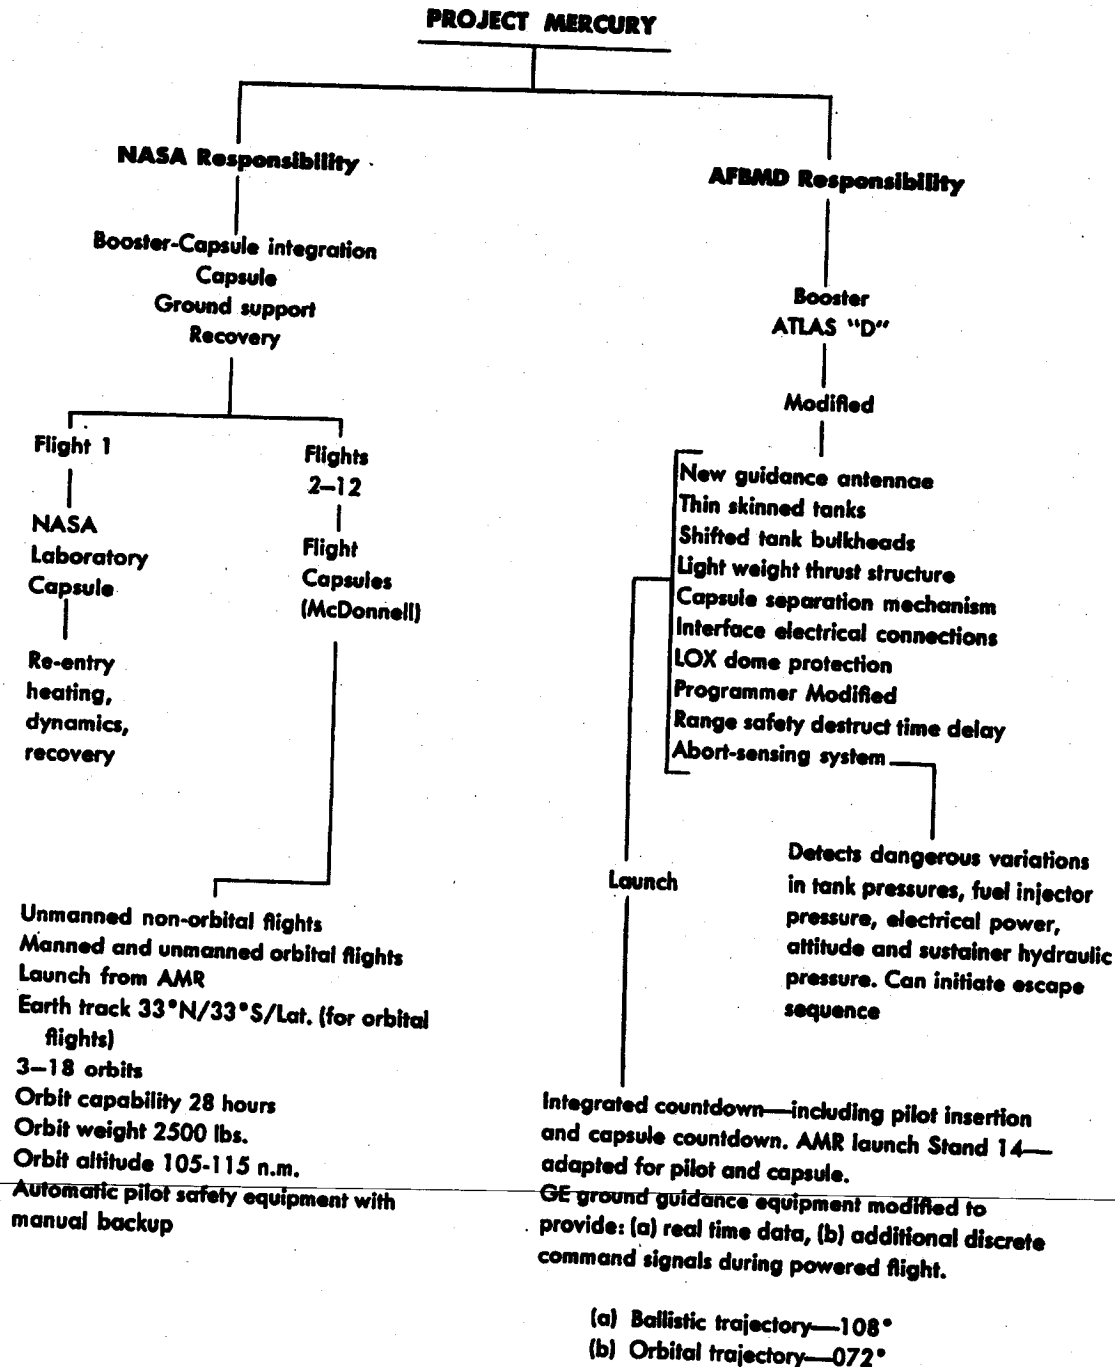 PROJECT MERCURY
NASA Responsibility
Booster-Capsule integration
Capsule
Ground support
Recovery
Flight 1
NASA
Laboratory
Capsule
Re-entry
heating,
dynamics,
recovery
Flights
2–12
Flight
Capsules
(McDonnell)
Unmanned non-orbital flights
Manned and unmanned orbital flights
Launch from AMR
Earth track 33°N/33°S/Lat. (for orbital
flights)
3–18 orbits
Orbit capability 28 hours
Orbit weight 2500 lbs.
Orbit altitude 105-115 n.m.
Automatic pilot safety equipment with
manual backup
AFBMD Responsibility
Booster
ATLAS "D"
Modified
New guidance antennae
Thin skinned tanks
Shifted tank bulkheads
Light weight thrust structure
Capsule separation mechanism
Interface electrical connections
LOX dome protection
Programmer Modified
Range safety destruct time delay
Abort-sensing system
Detects dangerous variations
in tank pressures, fuel injector
pressure, electrical power,
attitude and sustainer hydraulic
pressure. Can initiate escape
sequence
Launch
Integrated countdown—including pilot insertion
and capsule countdown. AMR launch Stand 14—
adapted for pilot and capsule.
GE ground guidance equipment modified to
provide: (a) real time data, (b) additional discrete
command signals during powered flight.
(a) Ballistic trajectory—108°
(b) Orbital trajectory—072°